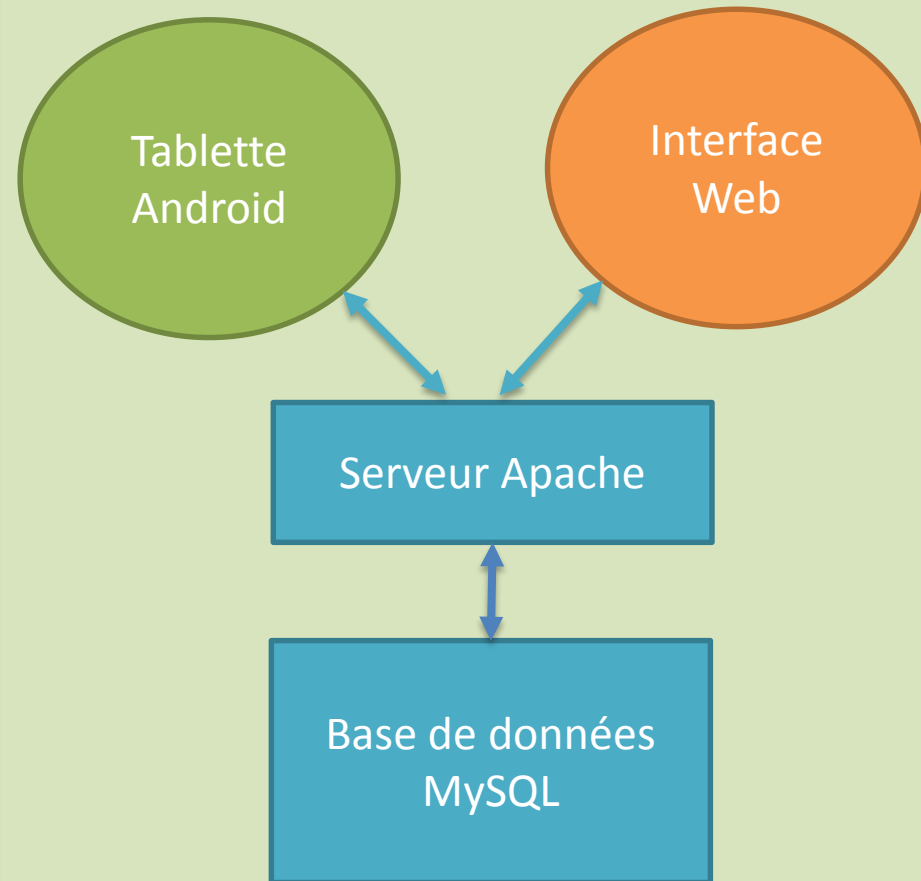 Tablette
Android
Interface
Web
Serveur Apache
Base de données
MySQL